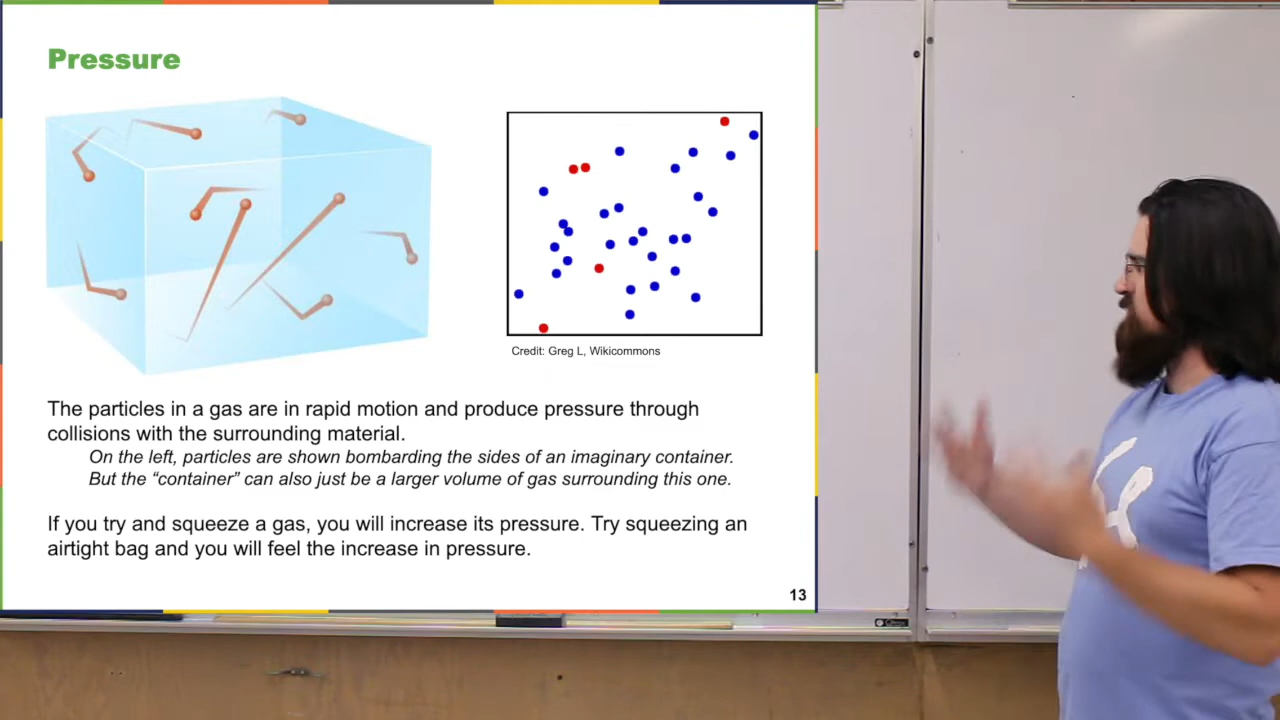 Pressure
Credit: Greg L, Wikicommons
The particles in a gas are in rapid motion and produce pressure through
collisions with the surrounding material.
On the left, particles are shown bombarding the sides of an imaginary container.
But the “container” can also just be a larger volume of gas surrounding this one.
If you try and squeeze a gas, you will increase its pressure. Try squeezing an
airtight bag and you will feel the increase in pressure.
13